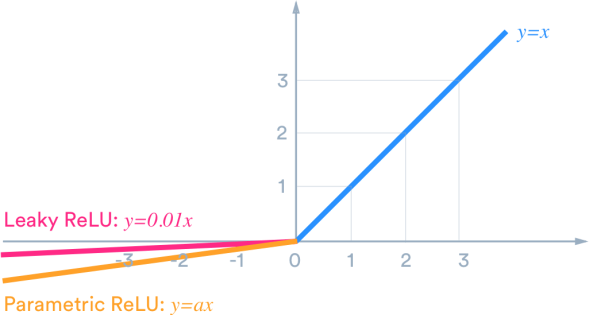 y=x
3
2
1
Leaky ReLU: y=0.01x
-3 -2 -1 0 1 2 3
Parametric ReLU: y=ax